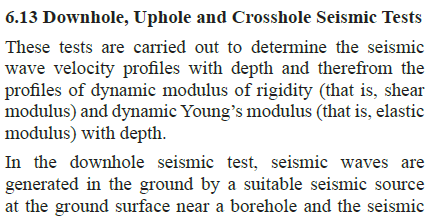 6.13 Downhole, Uphole and Crosshole Seismic Tests
These tests are carried out to determine the seismic
wave velocity profiles with depth and therefrom the
profiles of dynamic modulus of rigidity (that is, shear
modulus) and dynamic Young’s modulus (that is, elastic
modulus) with depth.
In the downhole seismic test, seismic waves are
generated in the ground by a suitable seismic source
at the ground surface near a borehole and the seismic